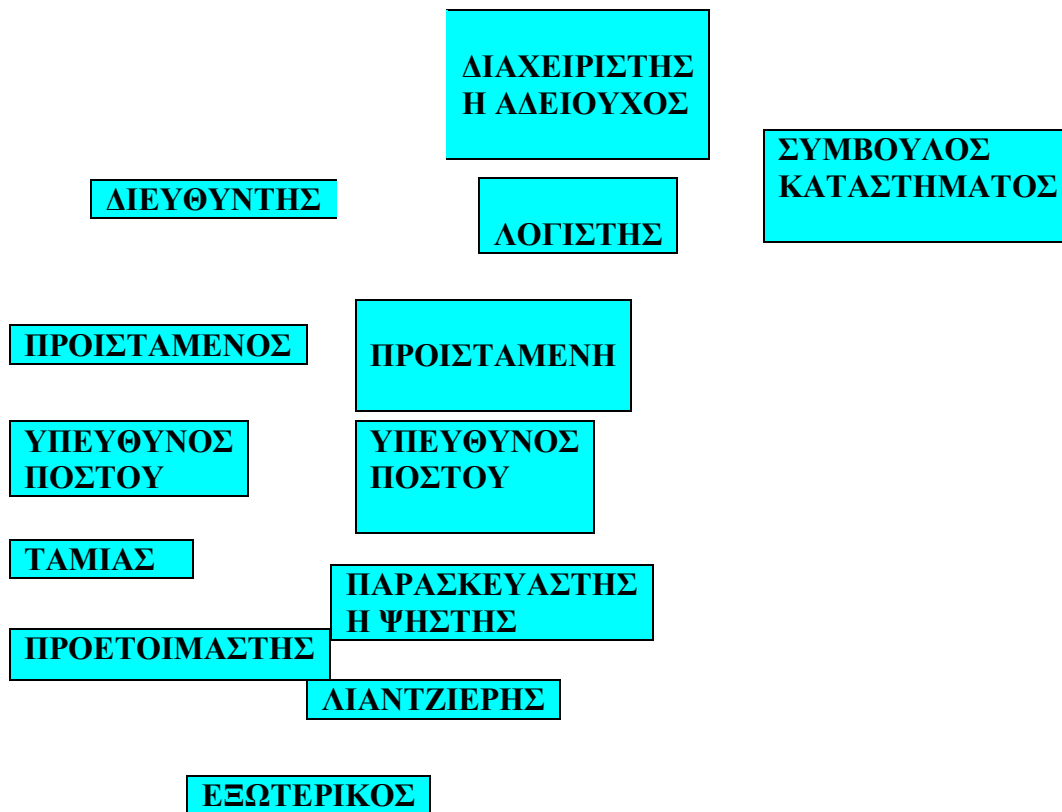 ΔΙΑΧΕΙΡΙΣΤΗΣ
Η ΑΔΕΙΟΥΧΟΣ
ΣΥΜΒΟΥΛΟΣ
ΚΑΤΑΣΤΗΜΑΤΟΣ
ΔΙΕΥΘΥΝΤΗΣ
ΛΟΓΙΣΤΗΣ
ΠΡΟΙΣΤΑΜΕΝΟΣ
ΠΡΟΙΣΤΑΜΕΝΗ
ΥΠΕΥΘΥΝΟΣ
ΠΟΣΤΟΥ
ΥΠΕΥΘΥΝΟΣ
ΠΟΣΤΟΥ
ΤΑΜΙΑΣ
ΠΑΡΑΣΚΕΥΑΣΤΗΣ
Η ΨΗΣΤΗΣ
ΠΡΟΕΤΟΙΜΑΣΤΗΣ
ΛΙΑΝΤΖΙΕΡΗΣ
ΕΞΩΤΕΡΙΚΟΣ